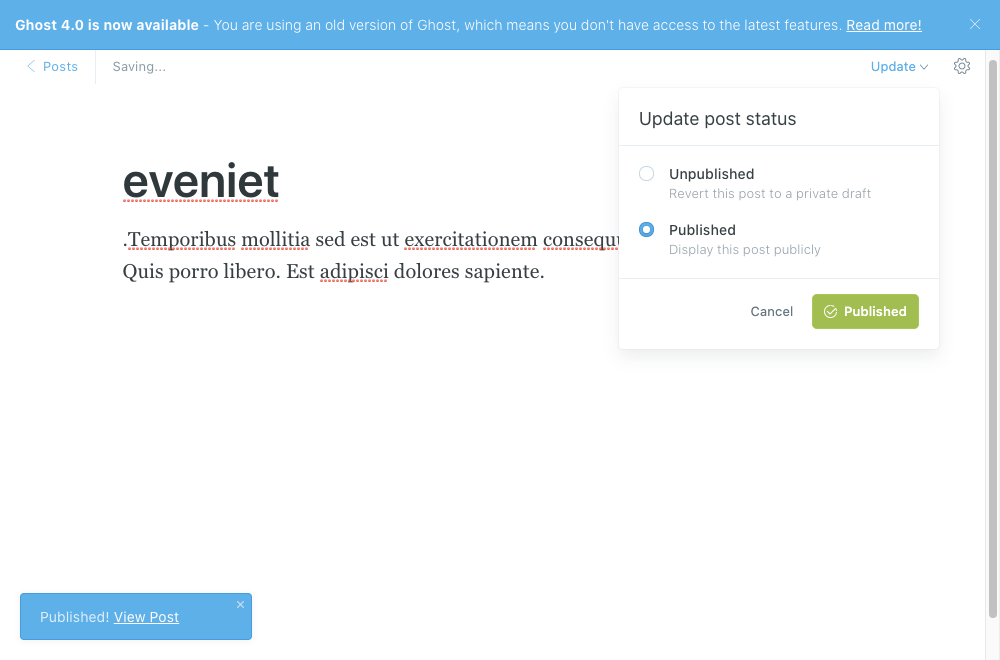 Ghost 4.0 is now available - You are using an old version of Ghost, which means you don't have access to the latest features. Read more!
Posts
Saving...
Update
Update post status
Unpublished
Revert this post to a private draft
Published
Display this post publicly
Cancel
Published
eveniet
.Temporibus mollitia sed est ut exercitationem
Quis porro libero. Est adipisci dolores sapiente.
Published! View Post